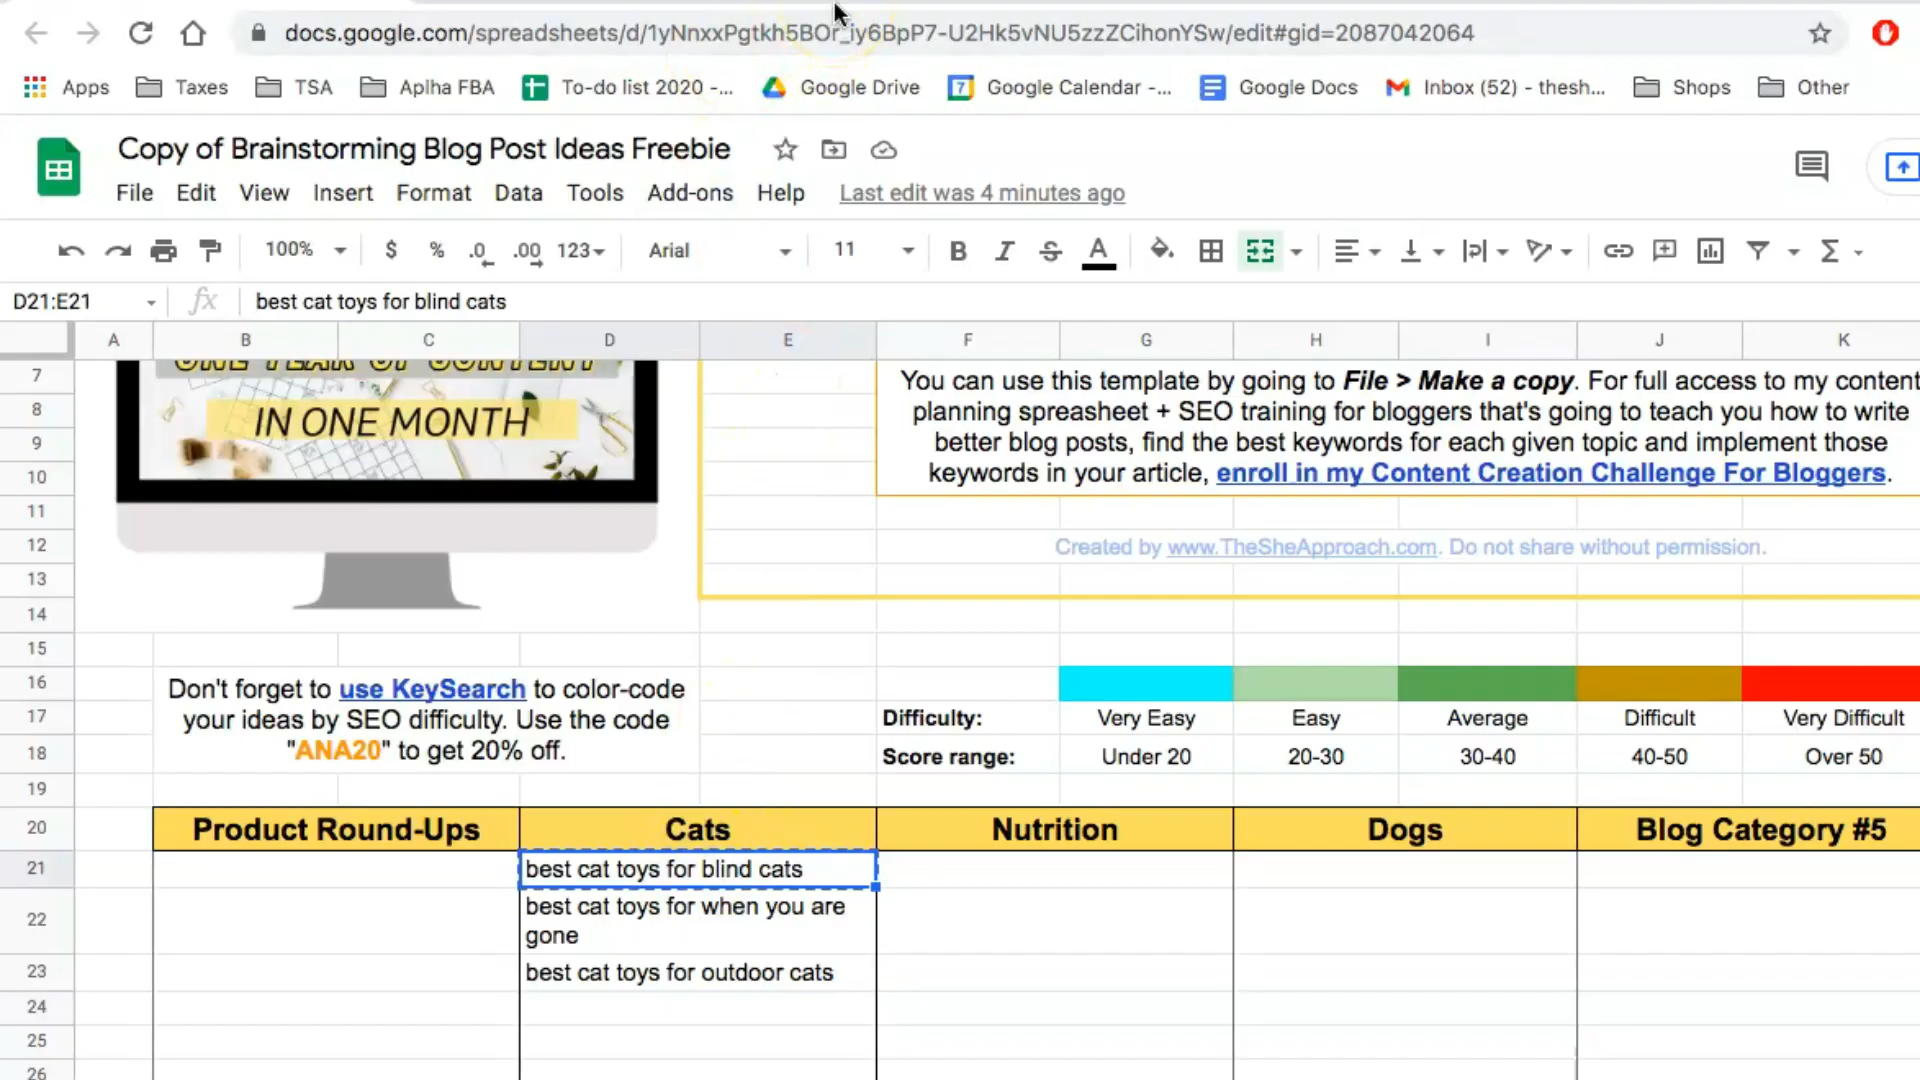 docs.google.com/spreadsheets/d/1yNnxxPgtkh5BOr_iy6BpP7-U2Hk5vNU5zzZCihonYSw/edit#gid=2087042064
Apps Taxes TSA Aplha FBA To-do list 2020 -... Google Drive 7 Google Calendar -... Google Docs Inbox (52) - thesh... Shops Other
Copy of Brainstorming Blog Post Ideas Freebie
File Edit View Insert Format Data Tools Add-ons Help Last edit was 4 minutes ago
100% $ % .0 .00 123 Arial 11 B I S A
D21:E21 fx best cat toys for blind cats
A B C D E F G H I J K
ONE YEAR OF CONTENT
7 You can use this template by going to File > Make a copy. For full access to my content
8 IN ONE MONTH planning spreasheet + SEO training for bloggers that's going to teach you how to write
9 better blog posts, find the best keywords for each given topic and implement those
10 keywords in your article, enroll in my Content Creation Challenge For Bloggers.
11
12 Created by www.TheSheApproach.com. Do not share without permission.
13
14
15
16 Don't forget to use KeySearch to color-code
17 your ideas by SEO difficulty. Use the code Difficulty: Very Easy Easy Average Difficult Very Difficult
18 "ANA20" to get 20% off. Score range: Under 20 20-30 30-40 40-50 Over 50
19
20 Product Round-Ups Cats Nutrition Dogs Blog Category #5
21 best cat toys for blind cats
22 best cat toys for when you are
gone
23 best cat toys for outdoor cats
24
25
26